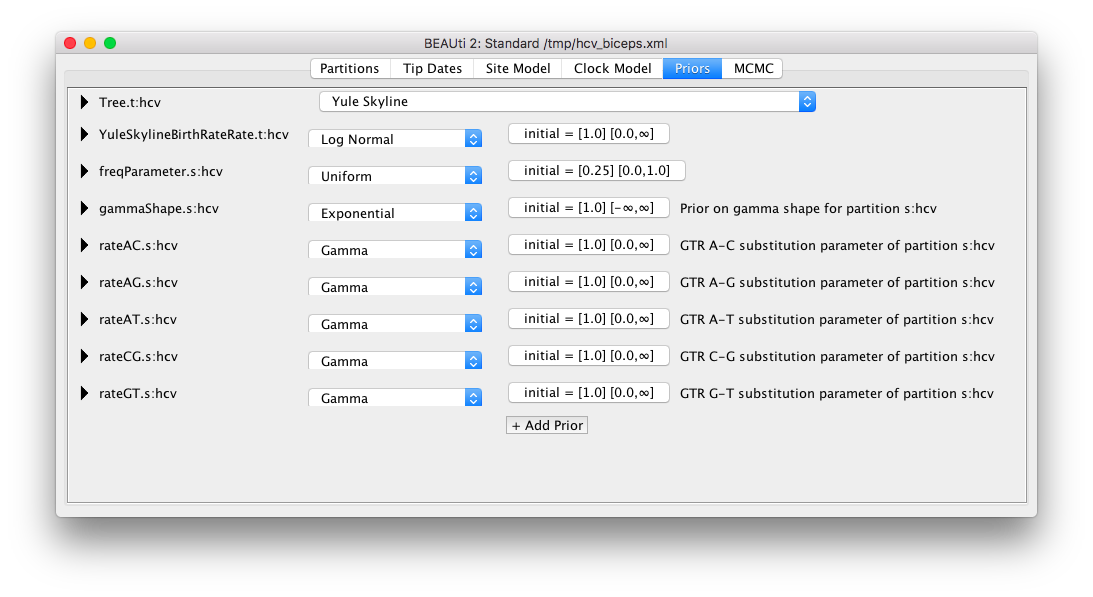 BEAUti 2: Standard /tmp/hcv_biceps.xml
Partitions Tip Dates Site Model Clock Model Priors MCMC
Tree.t:hcv Yule Skyline
YuleSkylineBirthRateRate.t:hcv Log Normal initial = [1.0] [0.0,∞]
freqParameter.s:hcv Uniform initial = [0.25] [0.0,1.0]
gammaShape.s:hcv Exponential initial = [1.0] [-∞,∞] Prior on gamma shape for partition s:hcv
rateAC.s:hcv Gamma initial = [1.0] [0.0,∞] GTR A-C substitution parameter of partition s:hcv
rateAG.s:hcv Gamma initial = [1.0] [0.0,∞] GTR A-G substitution parameter of partition s:hcv
rateAT.s:hcv Gamma initial = [1.0] [0.0,∞] GTR A-T substitution parameter of partition s:hcv
rateCG.s:hcv Gamma initial = [1.0] [0.0,∞] GTR C-G substitution parameter of partition s:hcv
rateGT.s:hcv Gamma initial = [1.0] [0.0,∞] GTR G-T substitution parameter of partition s:hcv
+ Add Prior